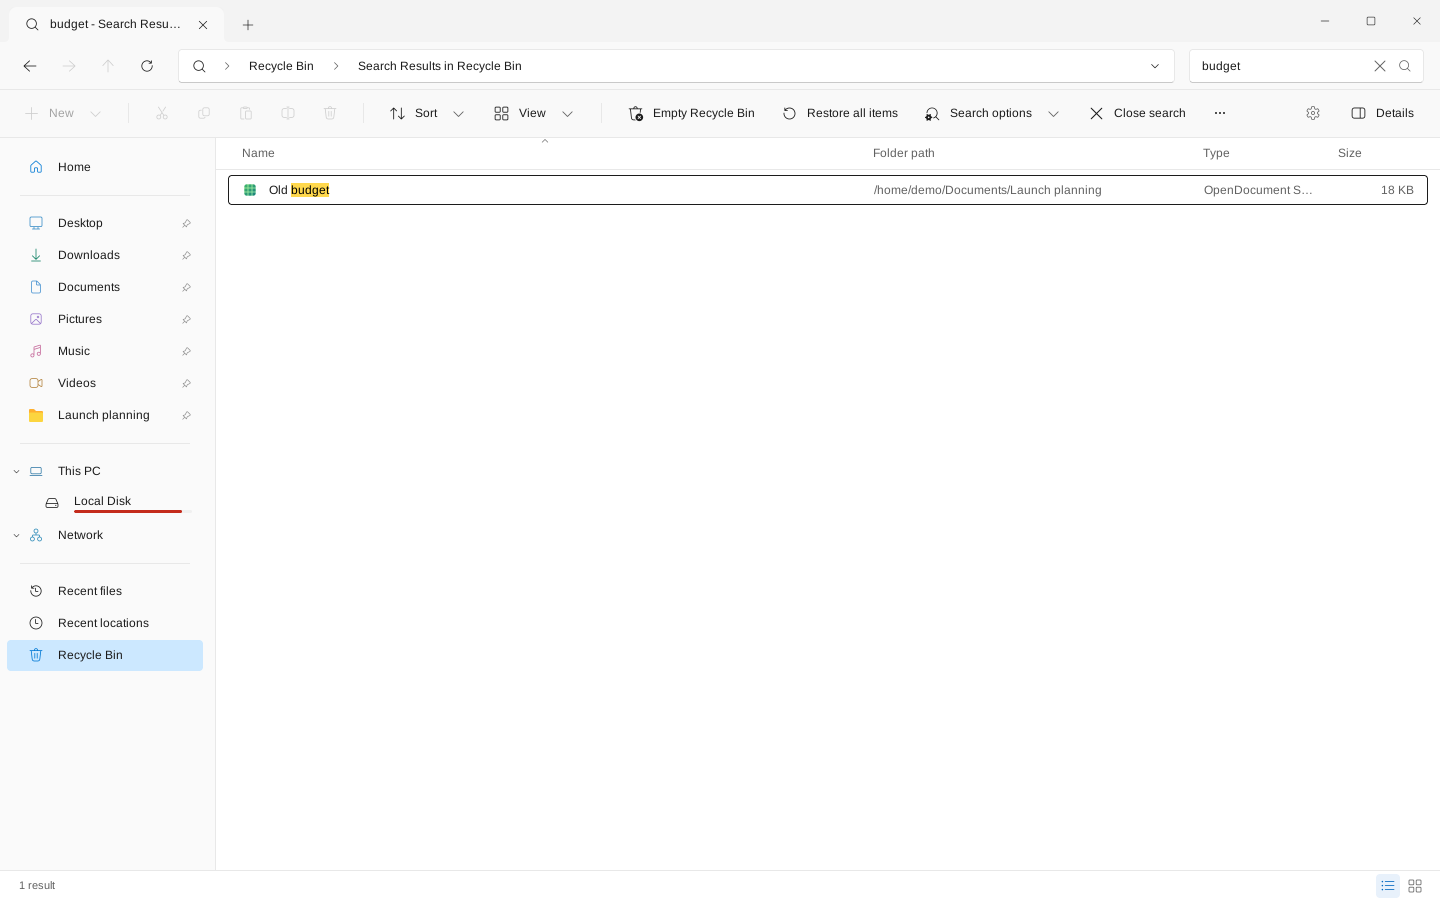 budget - Search Resu...
Recycle Bin
Search Results in Recycle Bin
budget
New
Sort
View
Empty Recycle Bin
Restore all items
Search options
Close search
Details
Home
Desktop
Downloads
Documents
Pictures
Music
Videos
Launch planning
This PC
Local Disk
Network
Recent files
Recent locations
Recycle Bin
Name
Folder path
Type
Size
Old budget
/home/demo/Documents/Launch planning
OpenDocument S...
18 KB
1 result